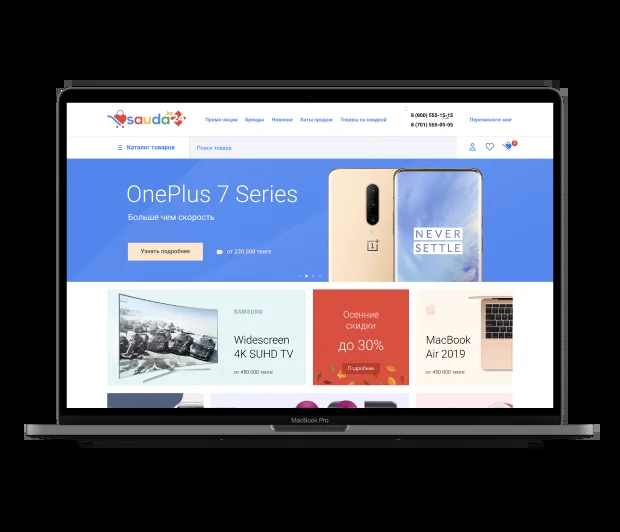 sauda 24
Промо-акции Бренды Новинки Хиты продаж Товары со скидкой
8 (800) 555-15-15
8 (701) 555-05-05
Перезвоните мне
Каталог товаров
Поиск товара
OnePlus 7 Series
Больше чем скорость
Узнать подробнее
от 220 000 тенге
NEVER
SETTLE
SAMSUNG
Widescreen
4K SUHD TV
от 450 000 тенге
Осенние
скидки
до 30%
Подробнее
MacBook
Air 2019
от 450 000 тенге
MacBook Pro